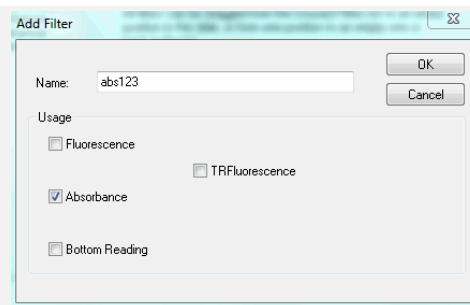 Add Filter
OK
Name: abs123
Cancel
Usage
Fluorescence
TRFluorescence
Absorbance
Bottom Reading